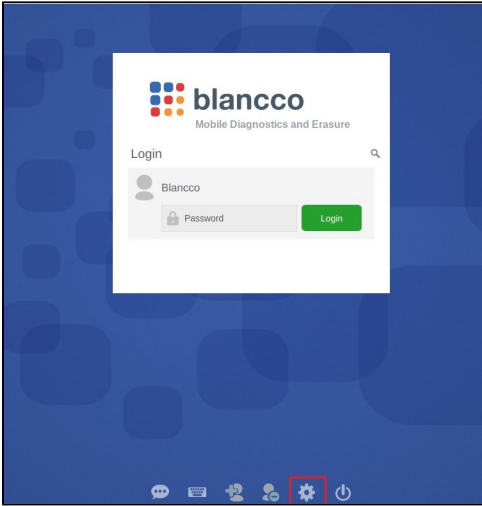 blancco
Mobile Diagnostics and Erasure
Login
Blancco
Password
Login